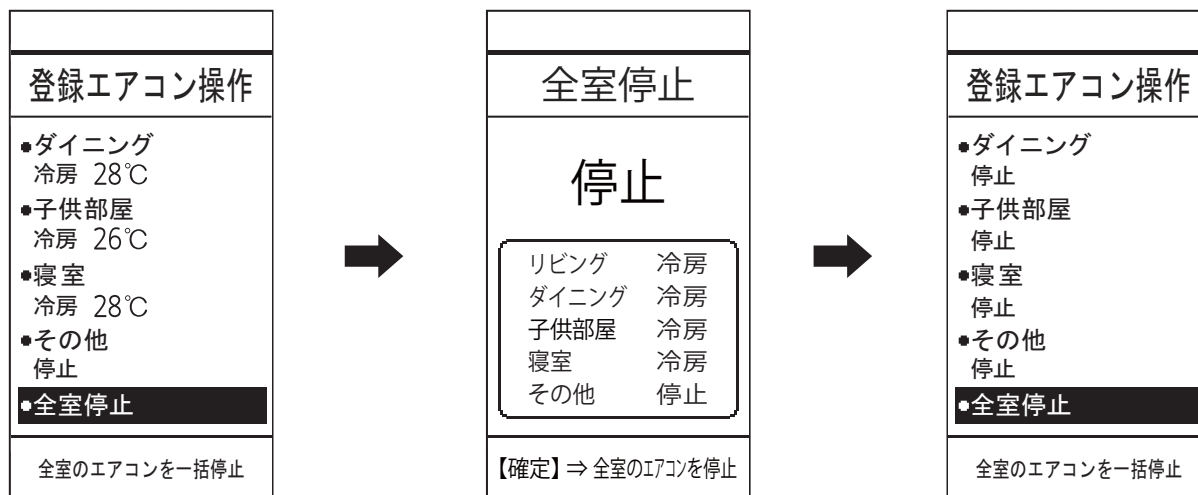 登録エアコン操作
●ダイニング
冷房 28℃
●子供部屋
冷房 26℃
●寝室
冷房 28℃
●その他
停止
●全室停止
全室のエアコンを一括停止
全室停止
停止
リビング 冷房
ダイニング 冷房
子供部屋 冷房
寝室 冷房
その他 停止
【確定】⇒ 全室のエアコンを停止
登録エアコン操作
●ダイニング
停止
●子供部屋
停止
●寝室
停止
●その他
停止
●全室停止
全室のエアコンを一括停止